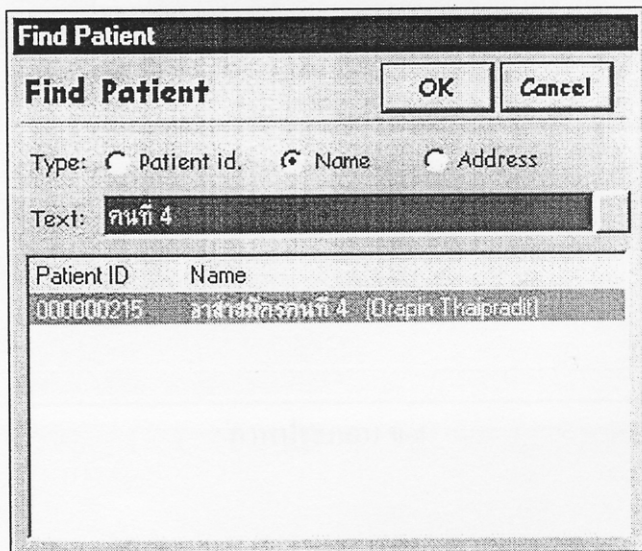 Find Patient
Find Patient OK Cancel
Type: Patient id. Name Address
Text: คนที่ 4
Patient ID Name
000000215 อาสาสมัครคนที่ 4 (Orapin Thaipradit)